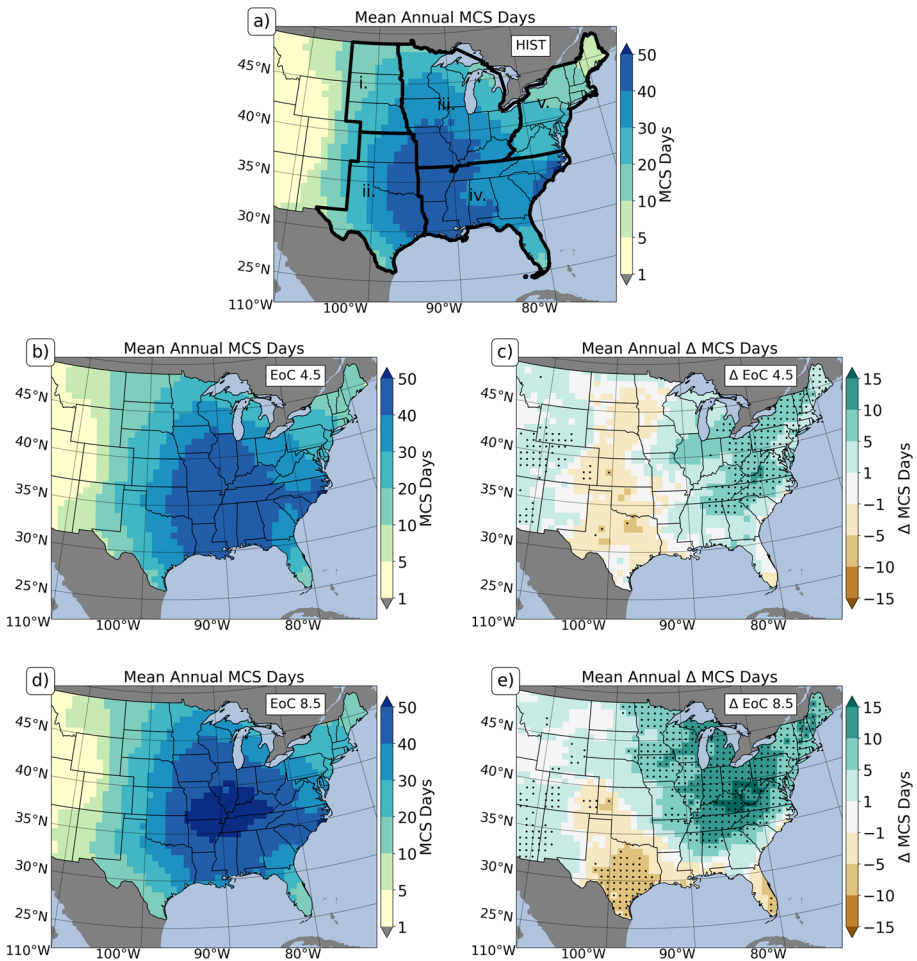 a)
Mean Annual MCS Days
HIST
i.
ii.
iii.
iv.
v.
45°N
40°N
35°N
30°N
25°N
110°W
100°W
90°W
80°W
50
40
30
20
10
5
1
MCS Days
b)
Mean Annual MCS Days
EoC 4.5
45°N
40°N
35°N
30°N
25°N
110°W
100°W
90°W
80°W
50
40
30
20
10
5
1
MCS Days
c)
Mean Annual Δ MCS Days
Δ EoC 4.5
45°N
40°N
35°N
30°N
25°N
110°W
100°W
90°W
80°W
15
10
5
1
−1
−5
−10
−15
Δ MCS Days
d)
Mean Annual MCS Days
EoC 8.5
45°N
40°N
35°N
30°N
25°N
110°W
100°W
90°W
80°W
50
40
30
20
10
5
1
MCS Days
e)
Mean Annual Δ MCS Days
Δ EoC 8.5
45°N
40°N
35°N
30°N
25°N
110°W
100°W
90°W
80°W
15
10
5
1
−1
−5
−10
−15
Δ MCS Days